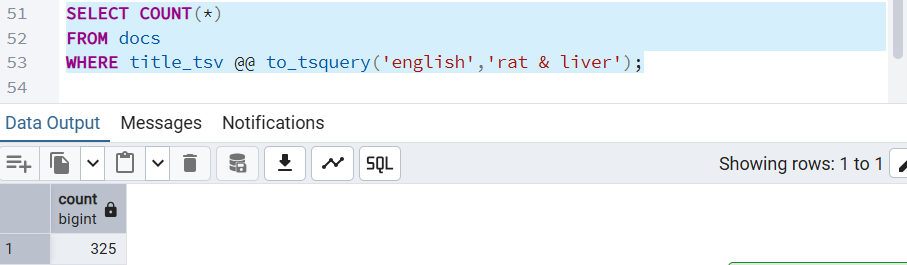 51 SELECT COUNT(*)
52 FROM docs
53 WHERE title_tsv @@ to_tsquery('english','rat & liver');
54
Data Output Messages Notifications
SQL Showing rows: 1 to 1
count
bigint
1 325